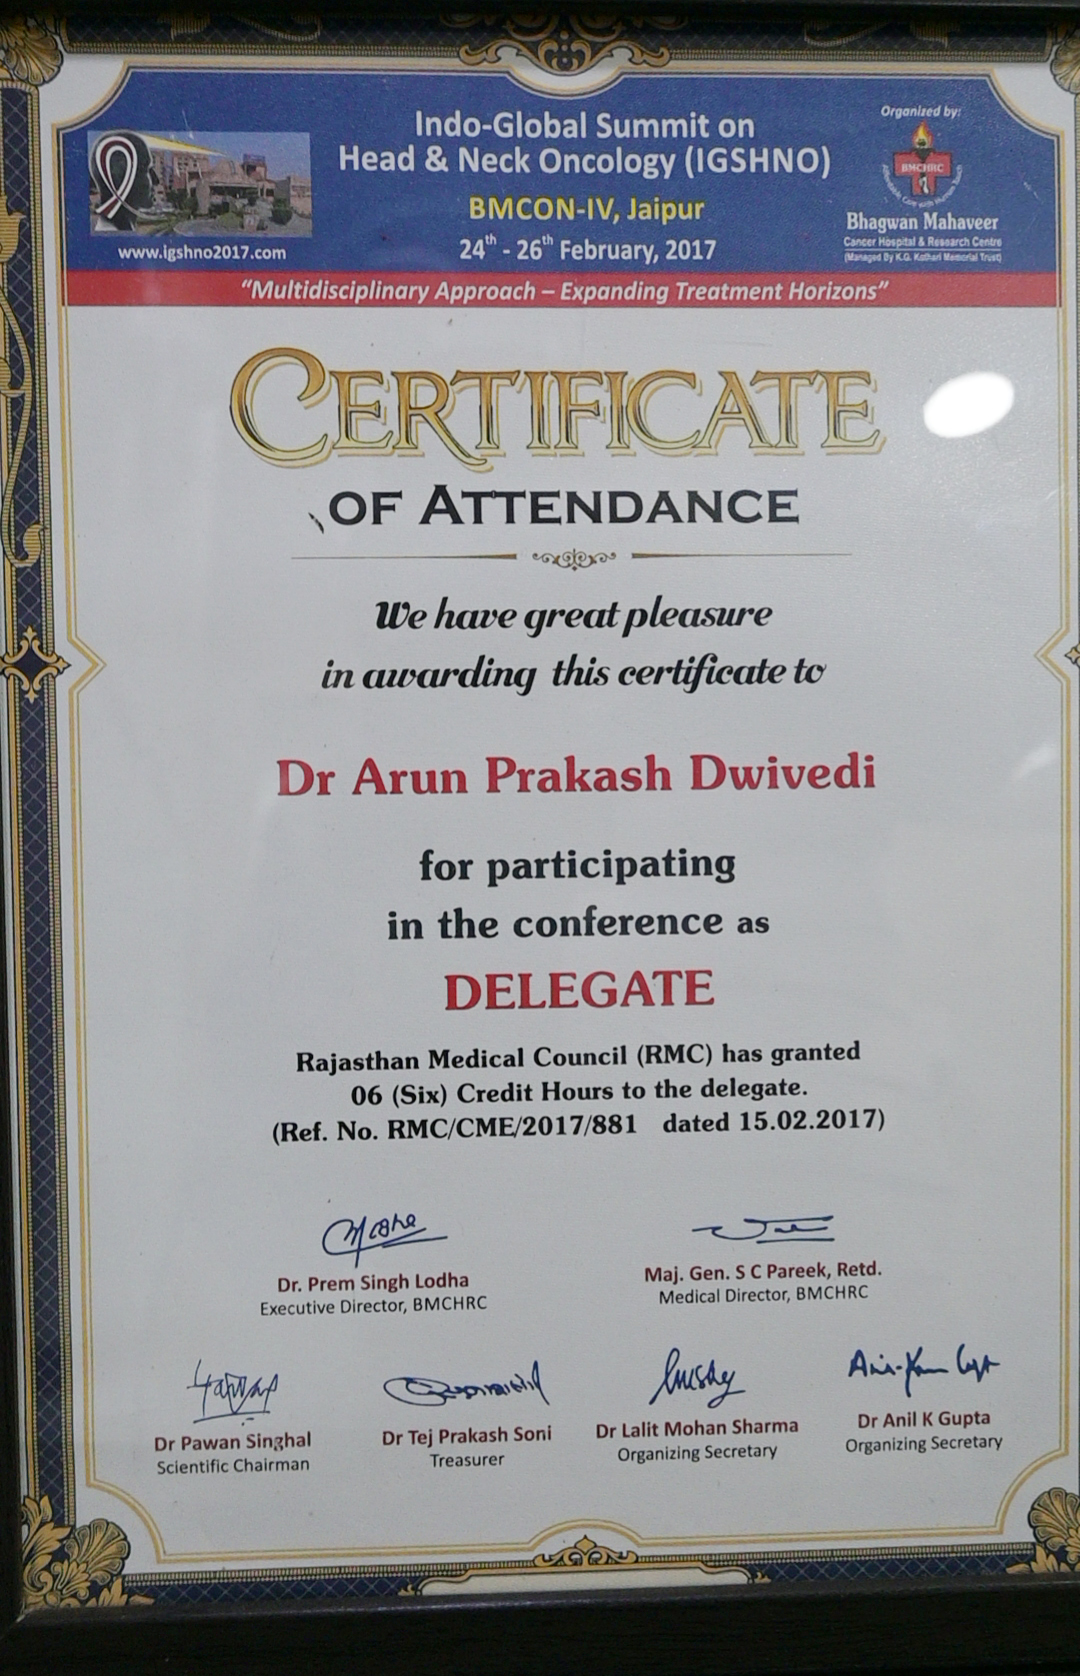 Indo-Global Summit on
Head & Neck Oncology (IGSHNO)
BMCON-IV, Jaipur
24th - 26th February, 2017
www.igshno2017.com
Organized by:
BMCHRC
Bhagwan Mahaveer
Cancer Hospital & Research Centre
(Managed By K.G. Kothari Memorial Trust)
"Multidisciplinary Approach – Expanding Treatment Horizons"
CERTIFICATE
OF ATTENDANCE
We have great pleasure
in awarding this certificate to
Dr Arun Prakash Dwivedi
for participating
in the conference as
DELEGATE
Rajasthan Medical Council (RMC) has granted
06 (Six) Credit Hours to the delegate.
(Ref. No. RMC/CME/2017/881 dated 15.02.2017)
Dr. Prem Singh Lodha
Executive Director, BMCHRC
Maj. Gen. S C Pareek, Retd.
Medical Director, BMCHRC
Dr Pawan Singhal
Scientific Chairman
Dr Tej Prakash Soni
Treasurer
Dr Lalit Mohan Sharma
Organizing Secretary
Dr Anil K Gupta
Organizing Secretary